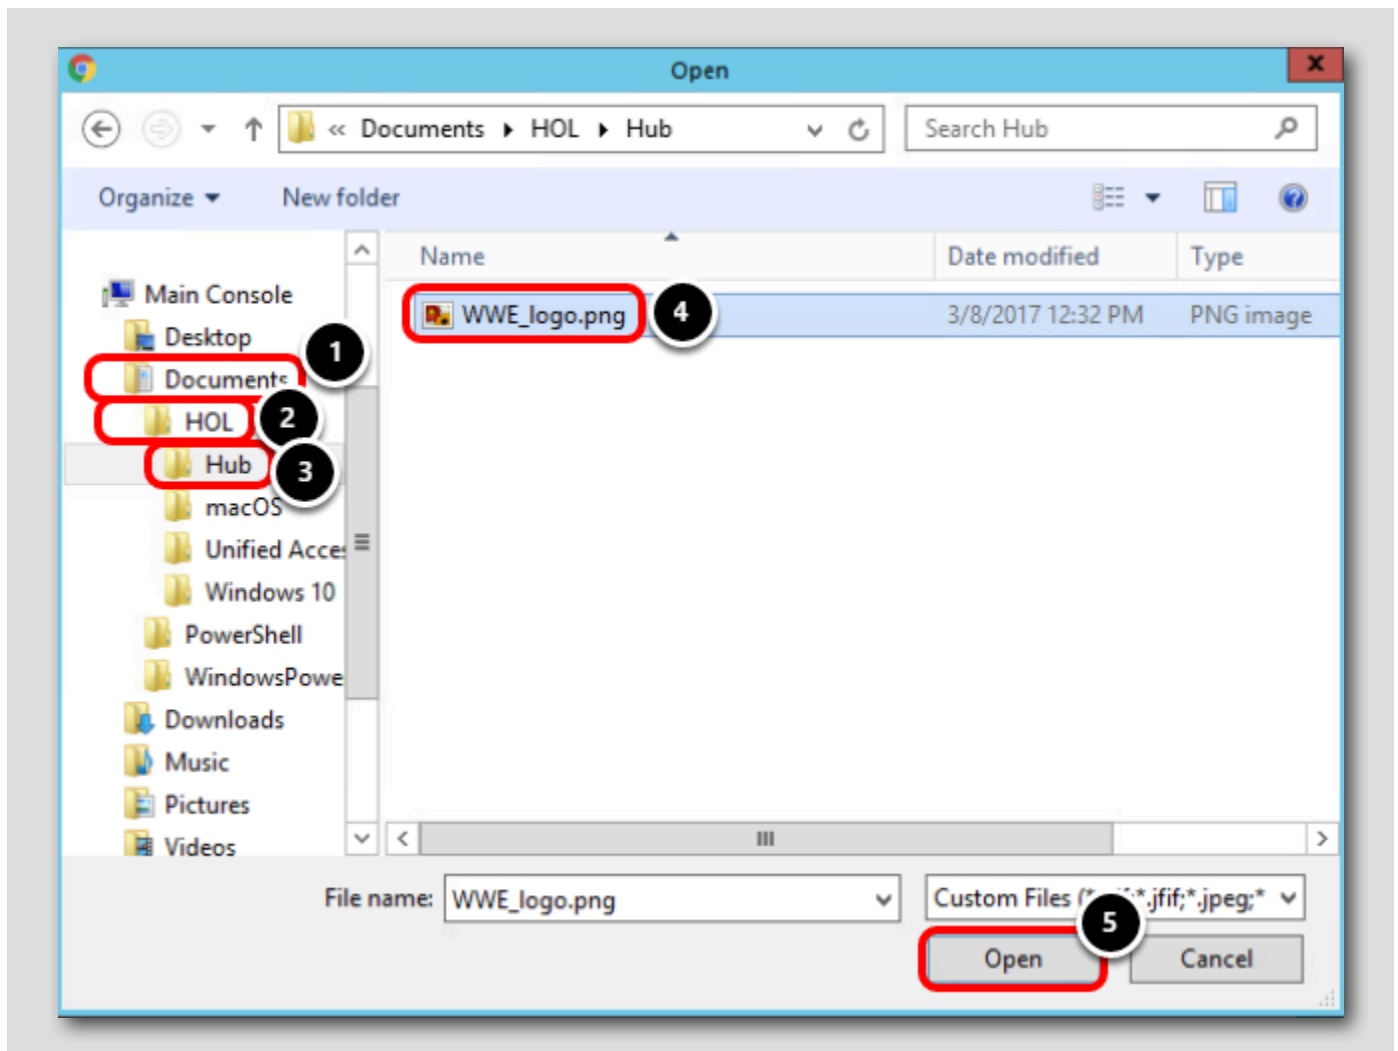 Open
« Documents HOL Hub
Search Hub
Organize
New folder
Name
Date modified
Type
Main Console
Desktop
1
Documents
HOL
2
Hub
3
macOS
Unified Acce
Windows 10
PowerShell
WindowsPowe
Downloads
Music
Pictures
Videos
WWE_logo.png
4
3/8/2017 12:32 PM
PNG image
File name:
WWE_logo.png
Custom Files (*. *.jfif;*.jpeg;*
5
Open
Cancel